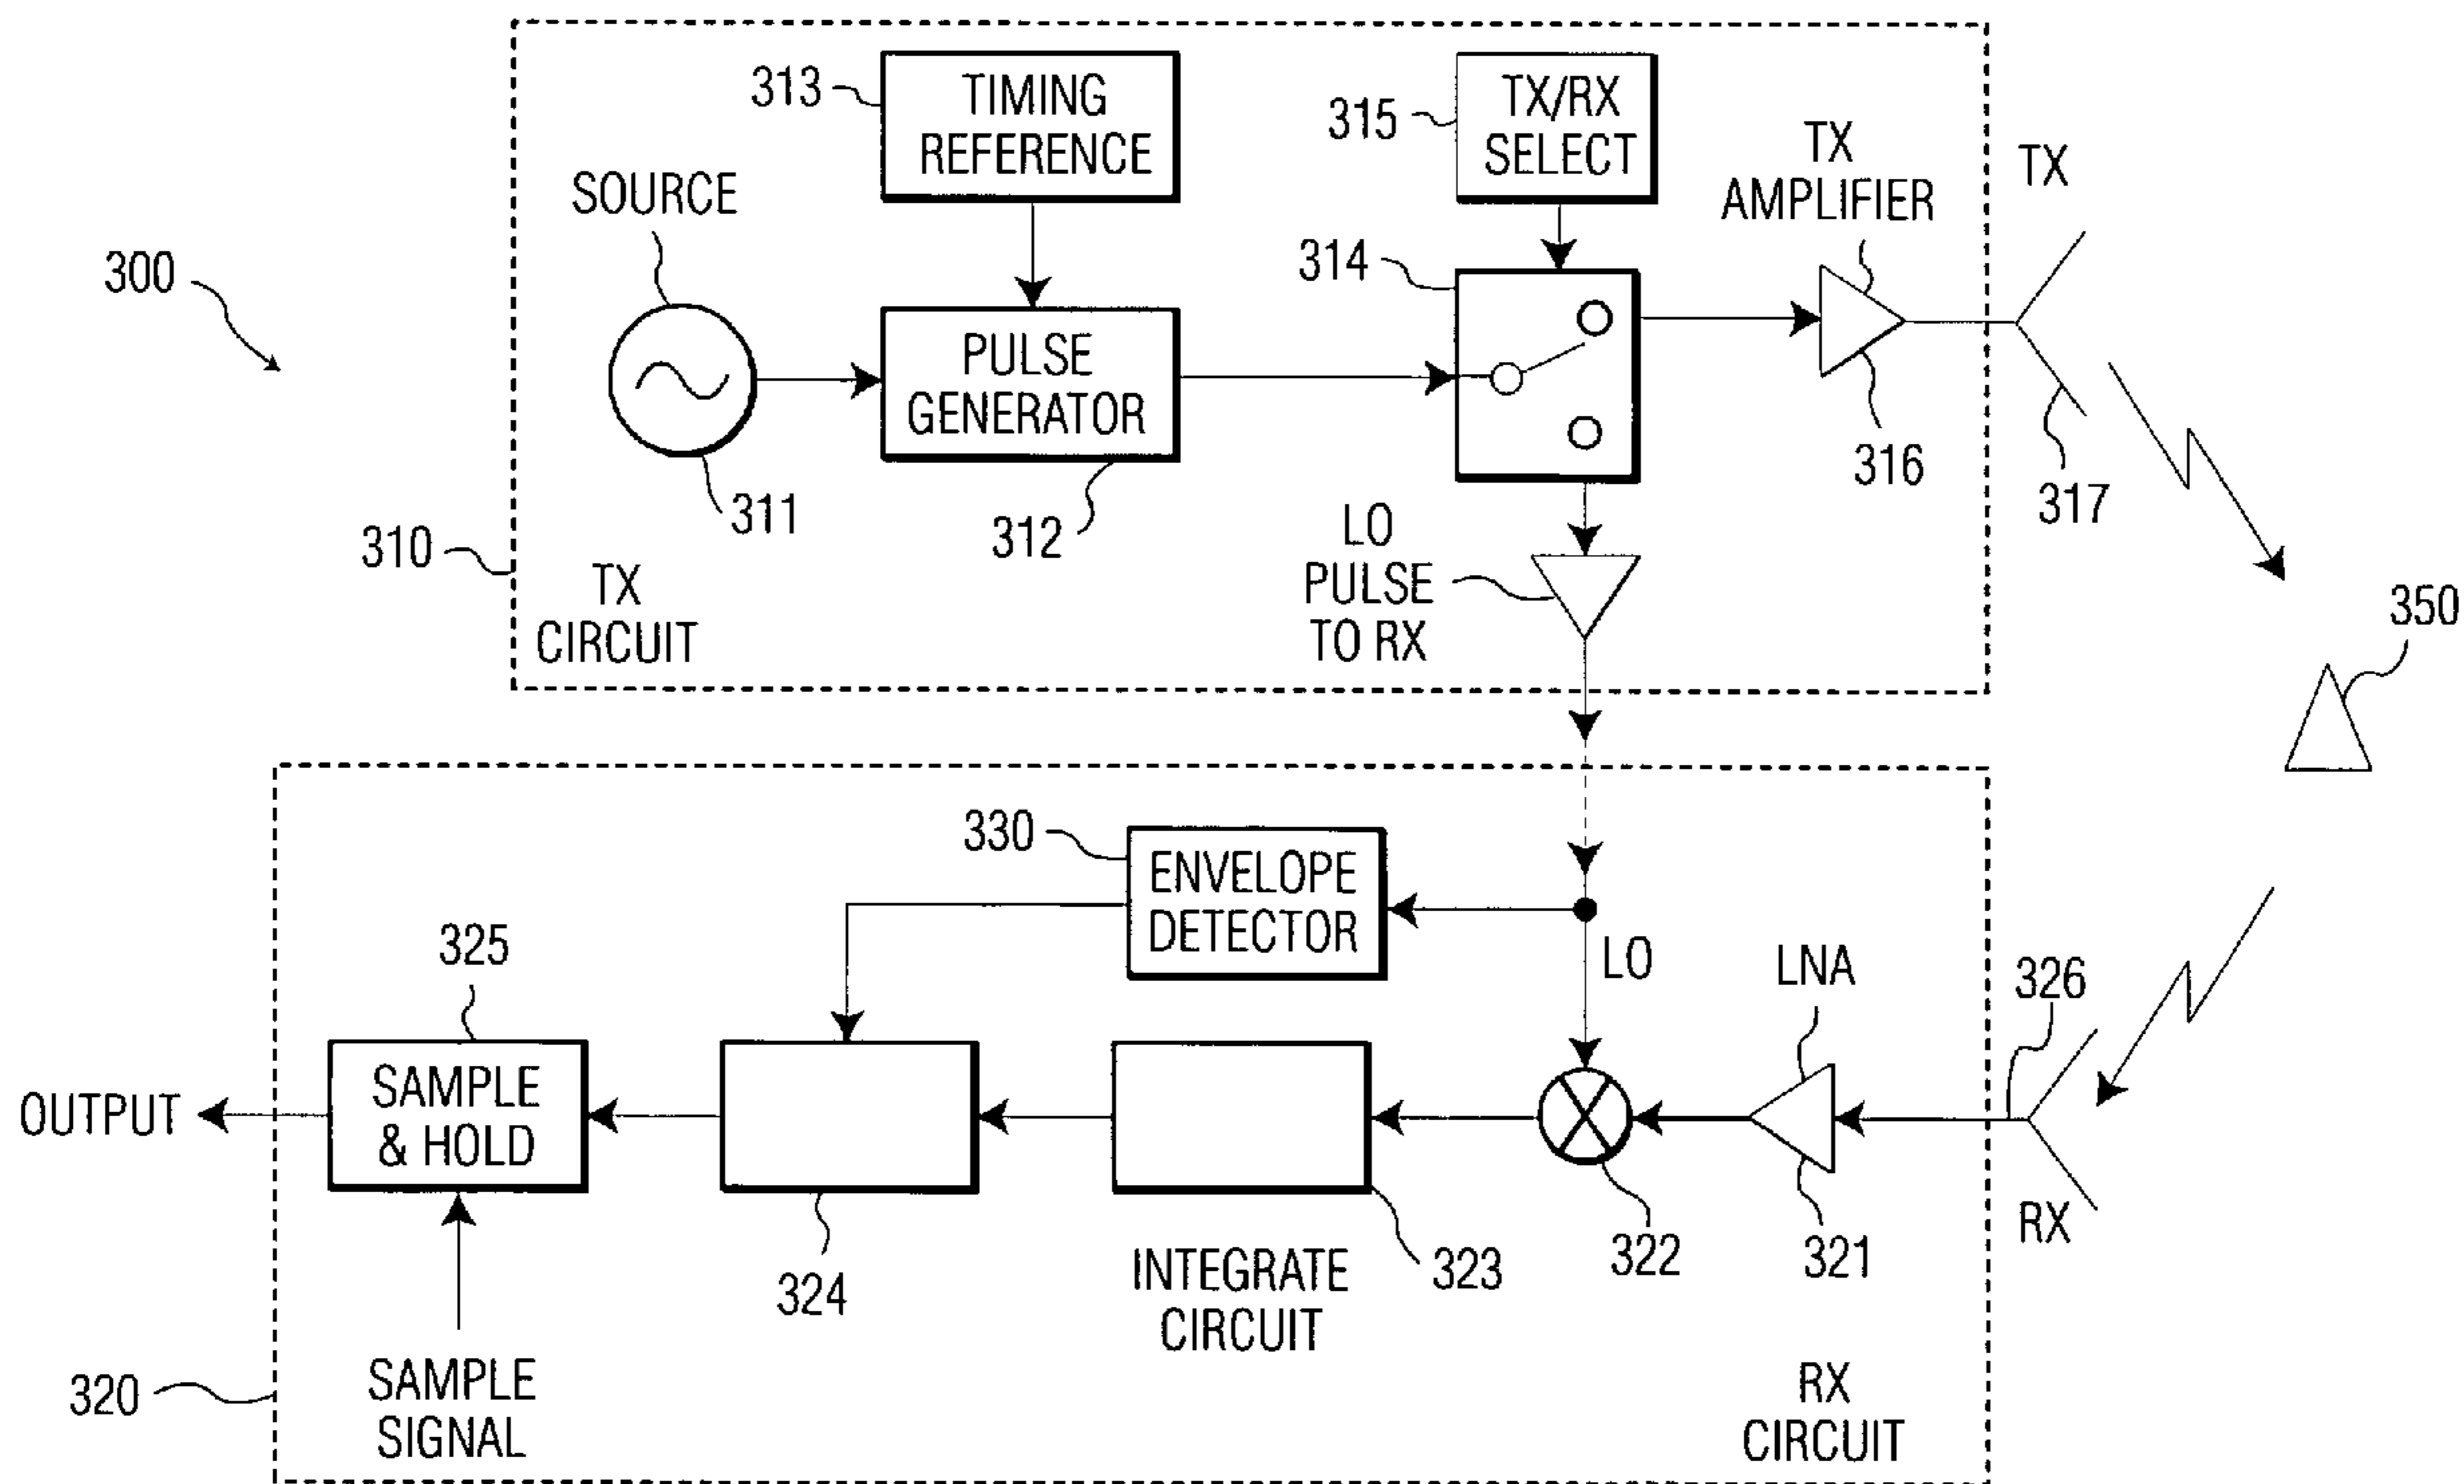 313
TIMING
REFERENCE
315
TX/RX
SELECT
TX
AMPLIFIER
TX
SOURCE
300
314
PULSE
GENERATOR
316
317
311
312
310
LO
PULSE
TO RX
TX
CIRCUIT
350
330
ENVELOPE
DETECTOR
325
LO
LNA
326
OUTPUT
SAMPLE
& HOLD
RX
324
INTEGRATE
CIRCUIT
323
322
321
320
SAMPLE
SIGNAL
RX
CIRCUIT